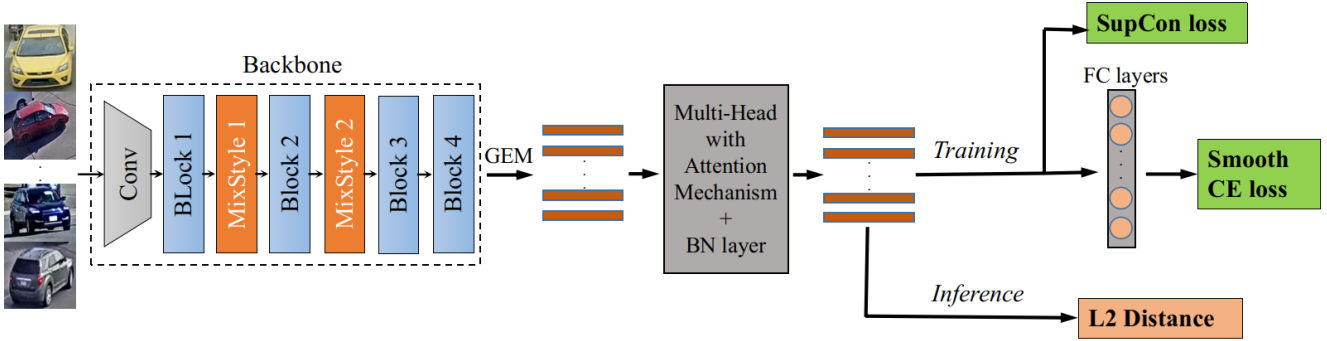 Backbone
Conv
BLock 1
MixStyle 1
Block 2
MixStyle 2
Block 3
Block 4
GEM
Multi-Head
with
Attention
Mechanism
+
BN layer
Training
Inference
SupCon loss
FC layers
Smooth
CE loss
L2 Distance